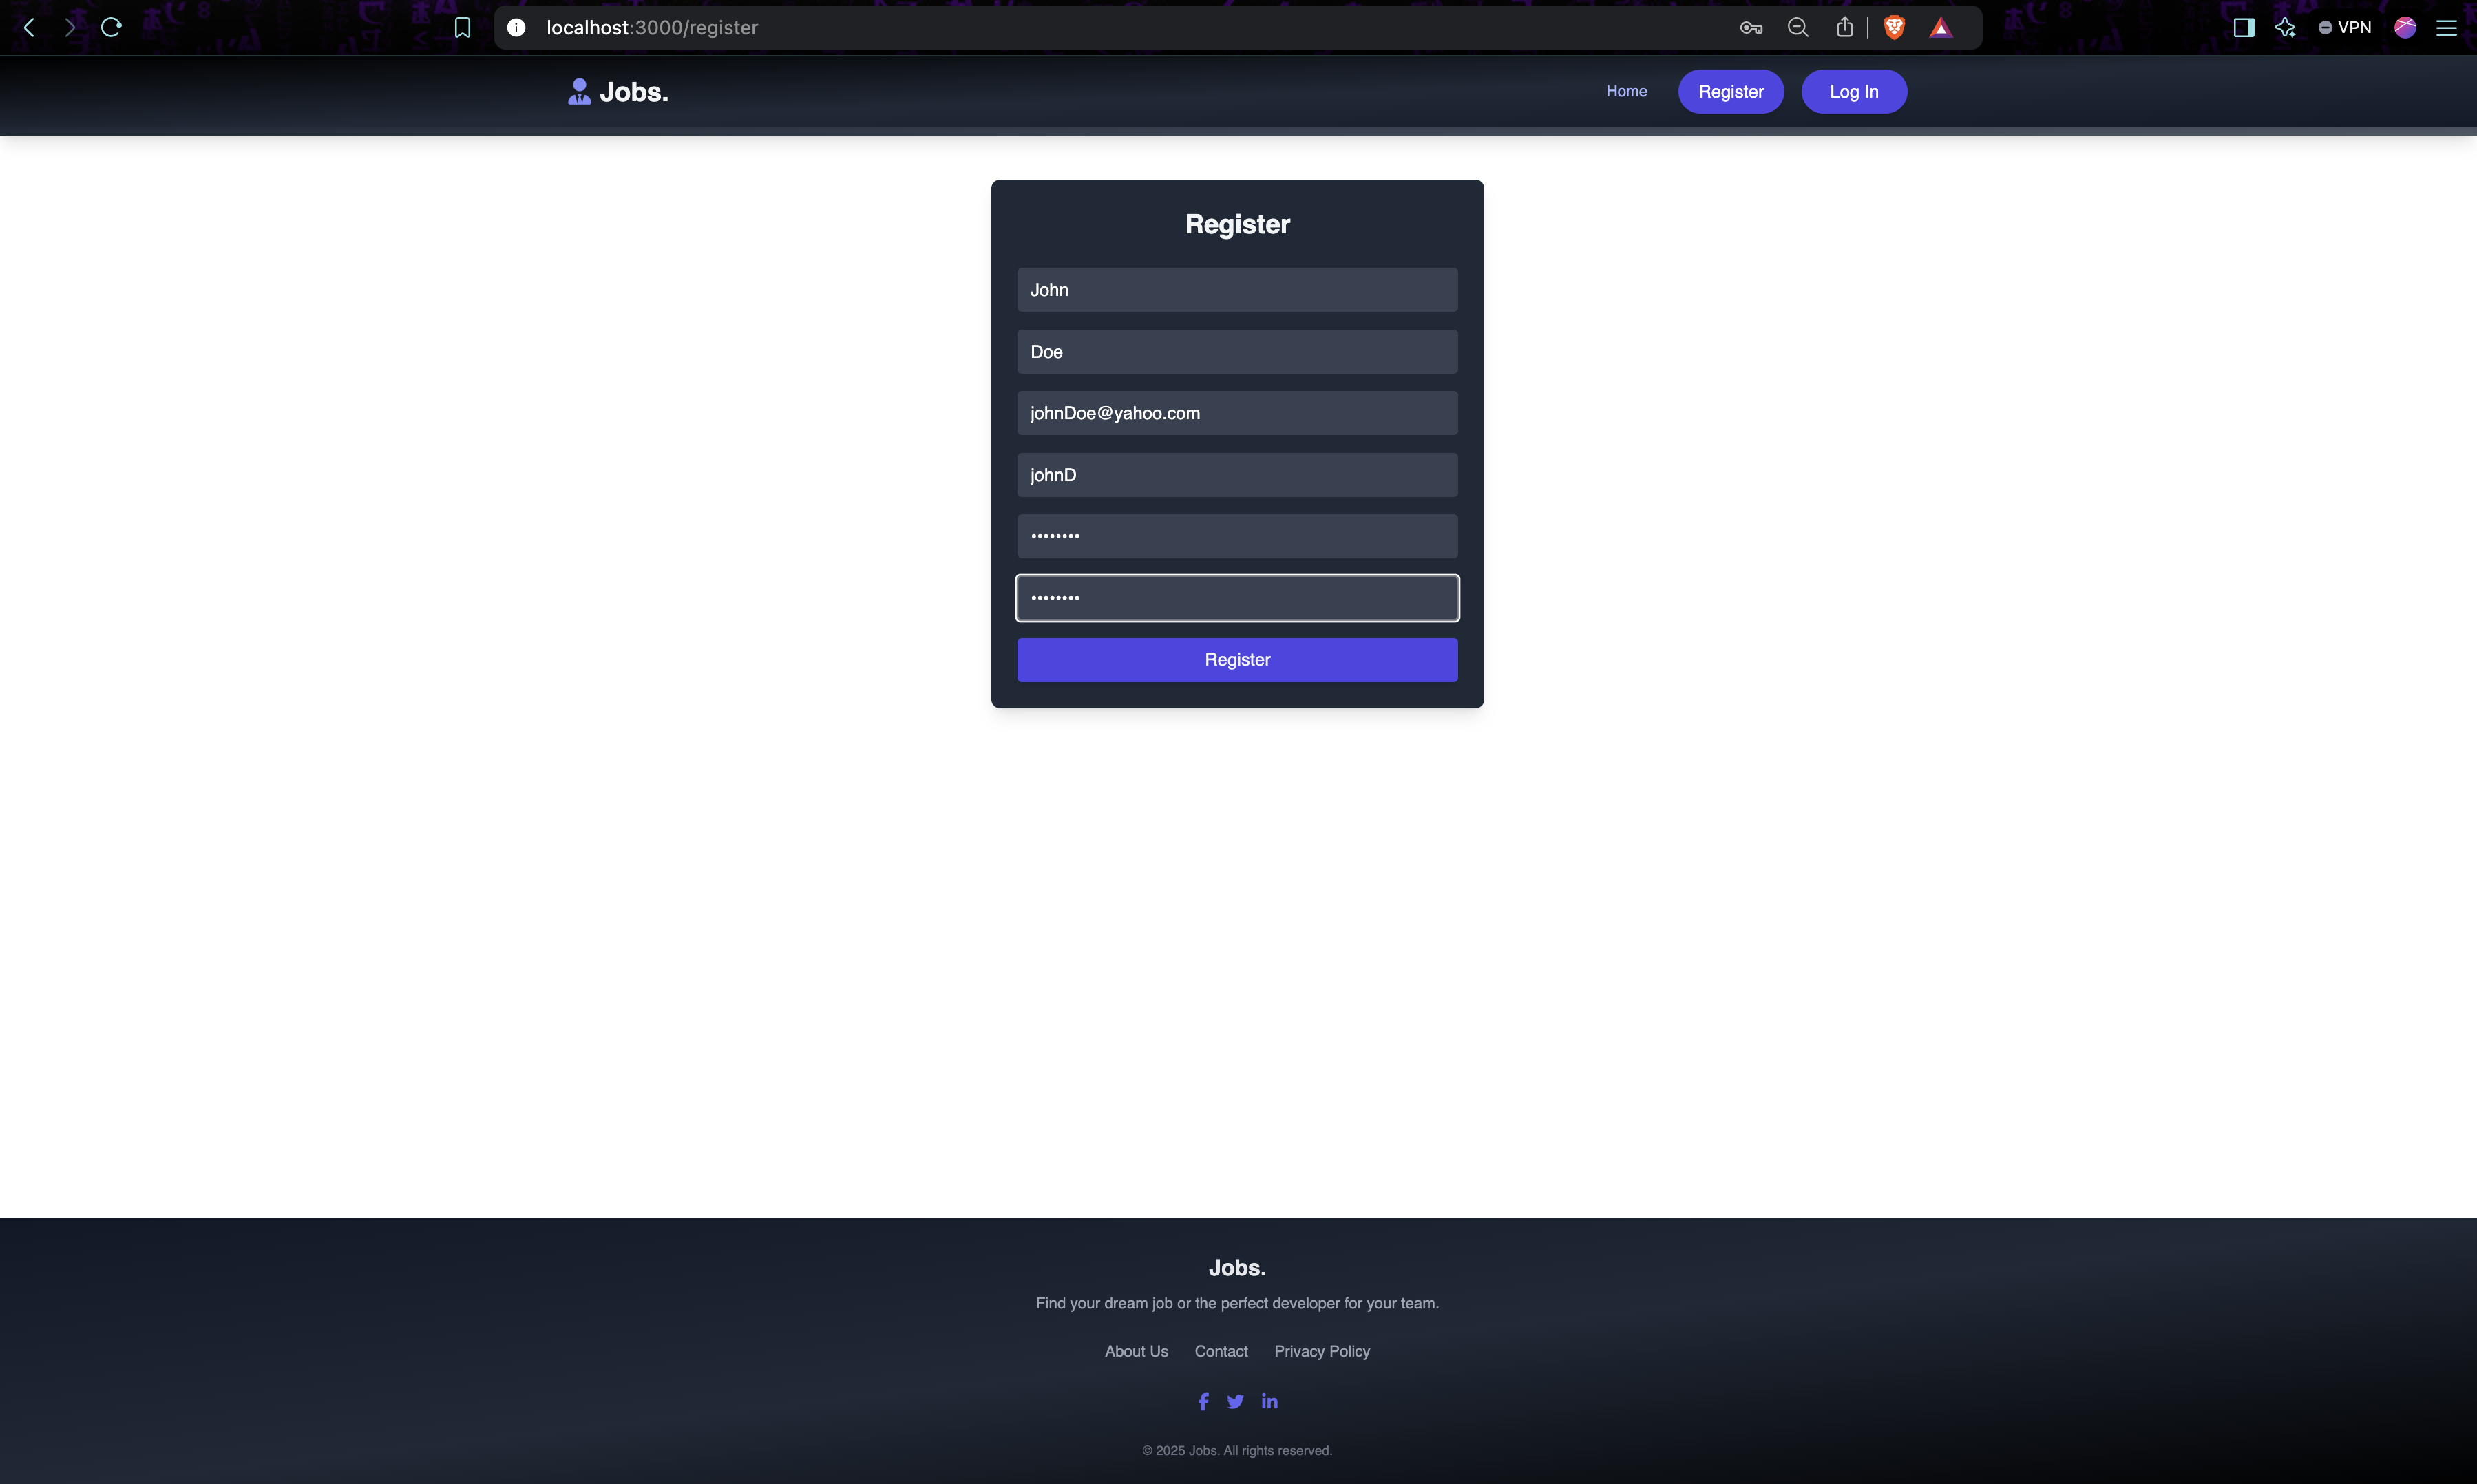 localhost:3000/register
VPN
Jobs.
Home
Register
Log In
Register
John
Doe
johnDoe@yahoo.com
johnD
••••••••
••••••••
Register
Jobs.
Find your dream job or the perfect developer for your team.
About Us Contact Privacy Policy
© 2025 Jobs. All rights reserved.